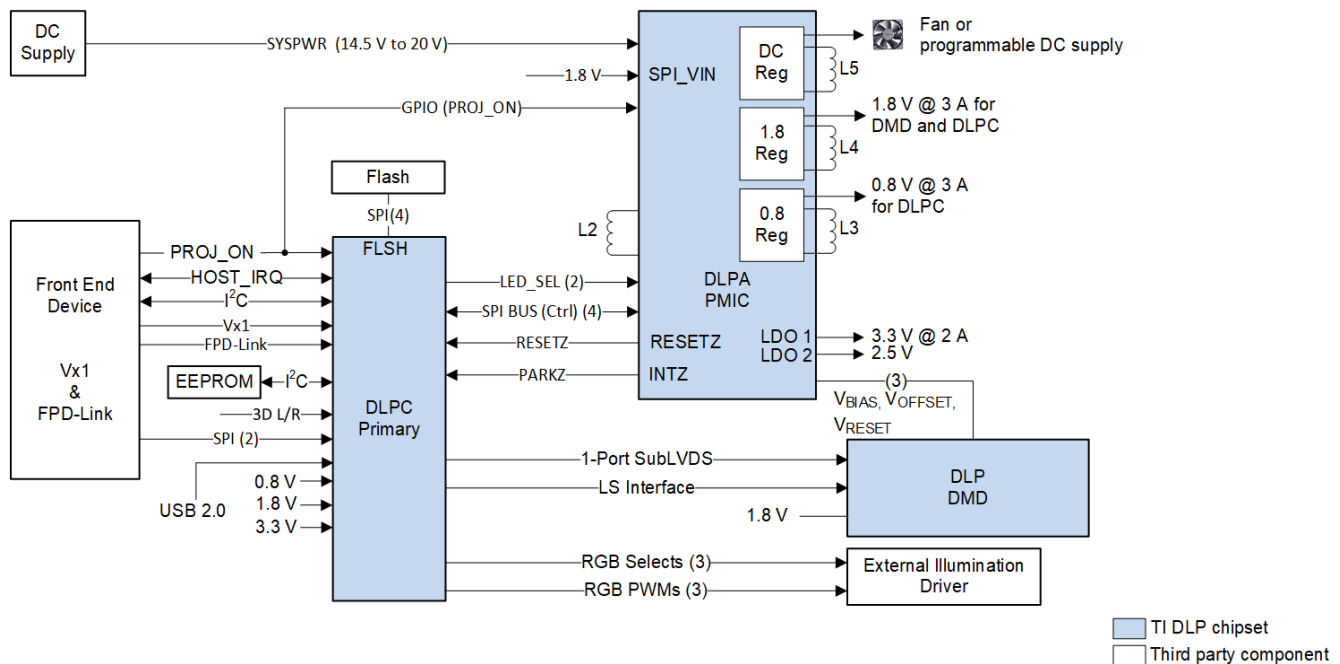 DC
Supply
SYSPWR (14.5 V to 20 V)
1.8 V
SPI_VIN
GPIO (PROJ_ON)
DC
Reg
L5
Fan or
programmable DC supply
1.8
Reg
L4
1.8 V @ 3 A for
DMD and DLPC
0.8
Reg
L3
0.8 V @ 3 A
for DLPC
L2
DLPA
PMIC
LDO 1
3.3 V @ 2 A
LDO 2
2.5 V
RESETZ
INTZ
Flash
SPI(4)
FLSH
Front End
Device
Vx1
&
FPD-Link
PROJ_ON
HOST_IRQ
I2C
Vx1
FPD-Link
EEPROM
I2C
3D L/R
SPI (2)
USB 2.0
0.8 V
1.8 V
3.3 V
DLPC
Primary
LED_SEL (2)
SPI BUS (Ctrl) (4)
RESETZ
PARKZ
(3)
VBIAS, VOFFSET,
VRESET
1-Port SubLVDS
LS Interface
1.8 V
DLP
DMD
RGB Selects (3)
RGB PWMs (3)
External Illumination
Driver
TI DLP chipset
Third party component